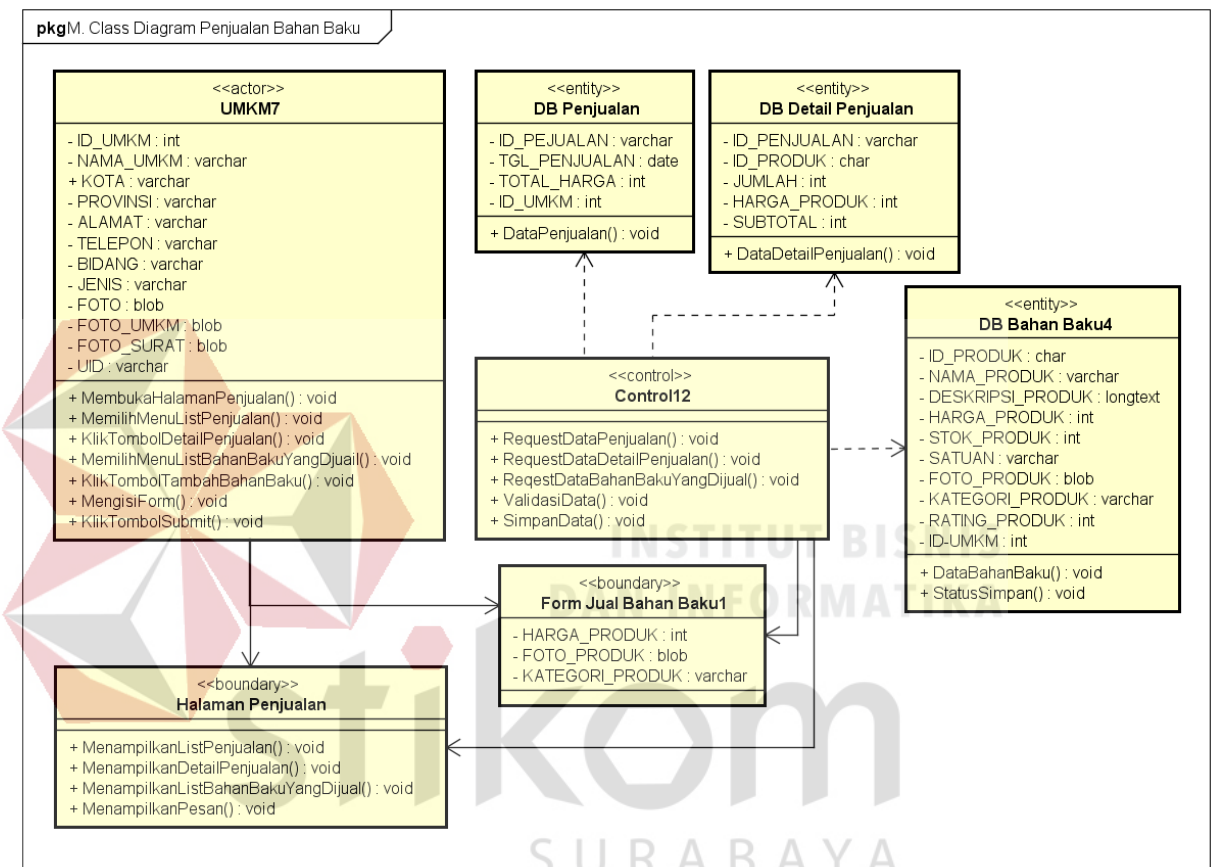 pkg M. Class Diagram Penjualan Bahan Baku
<<actor>>
UMKM7
- ID_UMKM : int
- NAMA_UMKM : varchar
+ KOTA : varchar
- PROVINSI : varchar
- ALAMAT : varchar
- TELEPON : varchar
- BIDANG : varchar
- JENIS : varchar
- FOTO : blob
- FOTO_UMKM : blob
- FOTO_SURAT : blob
- UID : varchar
+ MembukaHalamanPenjualan() : void
+ MemilihMenuListPenjualan() : void
+ KlikTombolDetailPenjualan() : void
+ MemilihMenuListBahanBakuYangDjuail() : void
+ KlikTombolTambahBahanBaku() : void
+ MengisiForm() : void
+ KlikTombolSubmit() : void
<<entity>>
DB Penjualan
- ID_PEJUALAN : varchar
- TGL_PENJUALAN : date
- TOTAL_HARGA : int
- ID_UMKM : int
+ DataPenjualan() : void
<<entity>>
DB Detail Penjualan
- ID_PENJUALAN : varchar
- ID_PRODUK : char
- JUMLAH : int
- HARGA_PRODUK : int
- SUBTOTAL : int
+ DataDetailPenjualan() : void
<<entity>>
DB Bahan Baku4
- ID_PRODUK : char
- NAMA_PRODUK : varchar
- DESKRIPSI_PRODUK : longtext
- HARGA_PRODUK : int
- STOK_PRODUK : int
- SATUAN : varchar
- FOTO_PRODUK : blob
- KATEGORI_PRODUK : varchar
- RATING_PRODUK : int
- ID-UMKM : int
+ DataBahanBaku() : void
+ StatusSimpan() : void
<<control>>
Control12
+ RequestDataPenjualan() : void
+ RequestDataDetailPenjualan() : void
+ ReqestDataBahanBakuYangDijual() : void
+ ValidasiData() : void
+ SimpanData() : void
<<boundary>>
Form Jual Bahan Baku1
- HARGA_PRODUK : int
- FOTO_PRODUK : blob
- KATEGORI_PRODUK : varchar
<<boundary>>
Halaman Penjualan
+ MenampilkanListPenjualan() : void
+ MenampilkanDetailPenjualan() : void
+ MenampilkanListBahanBakuYangDijual() : void
+ MenampilkanPesan() : void
INSTITUT BISNIS
DAN INFORMATIKA
stikom
SURABAYA